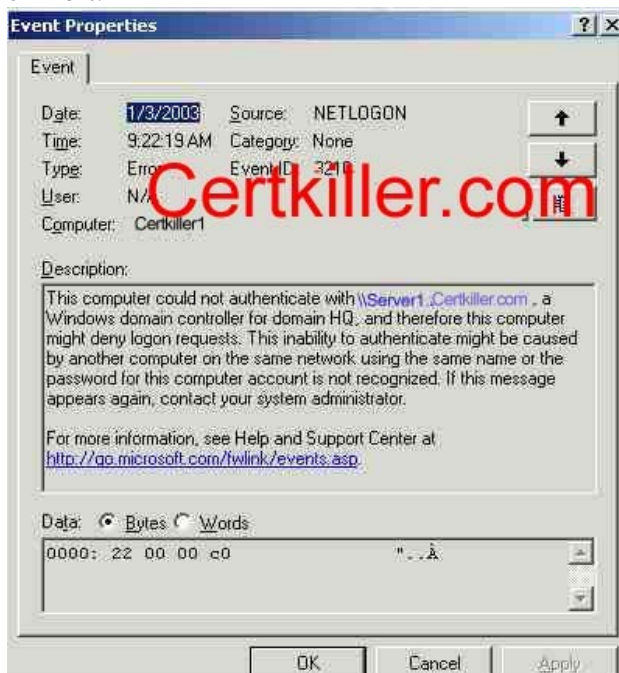 Event Properties
Event
Date: 1/3/2003 Source: NETLOGON
Time: 9:22:19 AM Category: None
Type: Error Event ID: 3210
User: N/A
Computer: Certkiller1
Certkiller.com
Description:
This computer could not authenticate with \\Server1.Certkiller.com , a
Windows domain controller for domain HQ, and therefore this computer
might deny logon requests. This inability to authenticate might be caused
by another computer on the same network using the same name or the
password for this computer account is not recognized. If this message
appears again, contact your system administrator.
For more information, see Help and Support Center at
http://go.microsoft.com/fwlink/events.asp.
Data: Bytes Words
0000: 22 00 00 c0 "..À
OK Cancel Apply